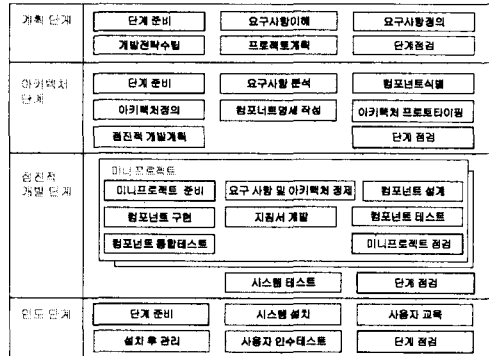 계획 단계
단계 준비
요구사항이해
요구사항정의
개발전략수립
프로젝트계획
단계점검
아키텍처
단계
단계 준비
요구사항 분석
컴포넌트식별
아키텍처정의
컴포넌트명세 작성
아키텍처 프로토타이핑
점진적 개발계획
단계 점검
점진적
개발 단계
미니프로젝트
미니프로젝트 준비
요구 사항 및 아키텍처 정제
컴포넌트 설계
컴포넌트 구현
지침서 개발
컴포넌트 테스트
컴포넌트 통합테스트
미니프로젝트 점검
시스템 테스트
단계 점검
인도 단계
단계 준비
시스템 설치
사용자 교육
설치 후 관리
사용자 인수테스트
단계 점검